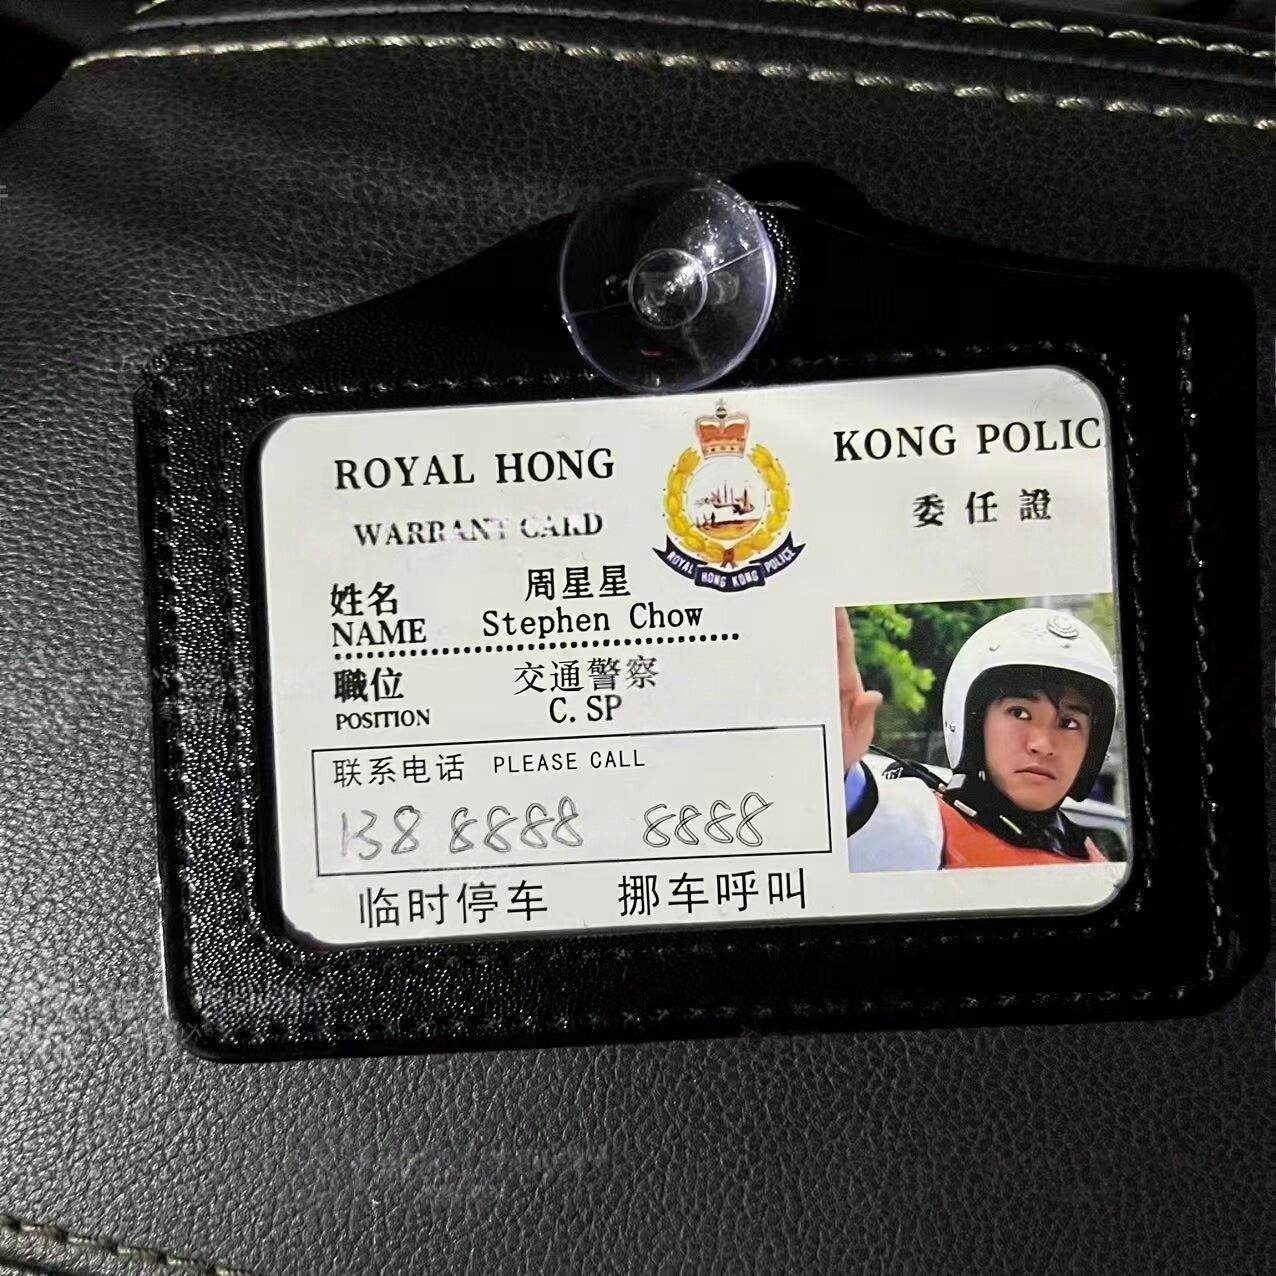 ROYAL HONG KONG POLIC
WARRANT CARD 委任證
ROYAL HONG KONG POLICE
姓名 周星星
NAME Stephen Chow
職位 交通警察
POSITION C.SP
联系电话 PLEASE CALL
138 8888 8888
临时停车 挪车呼叫